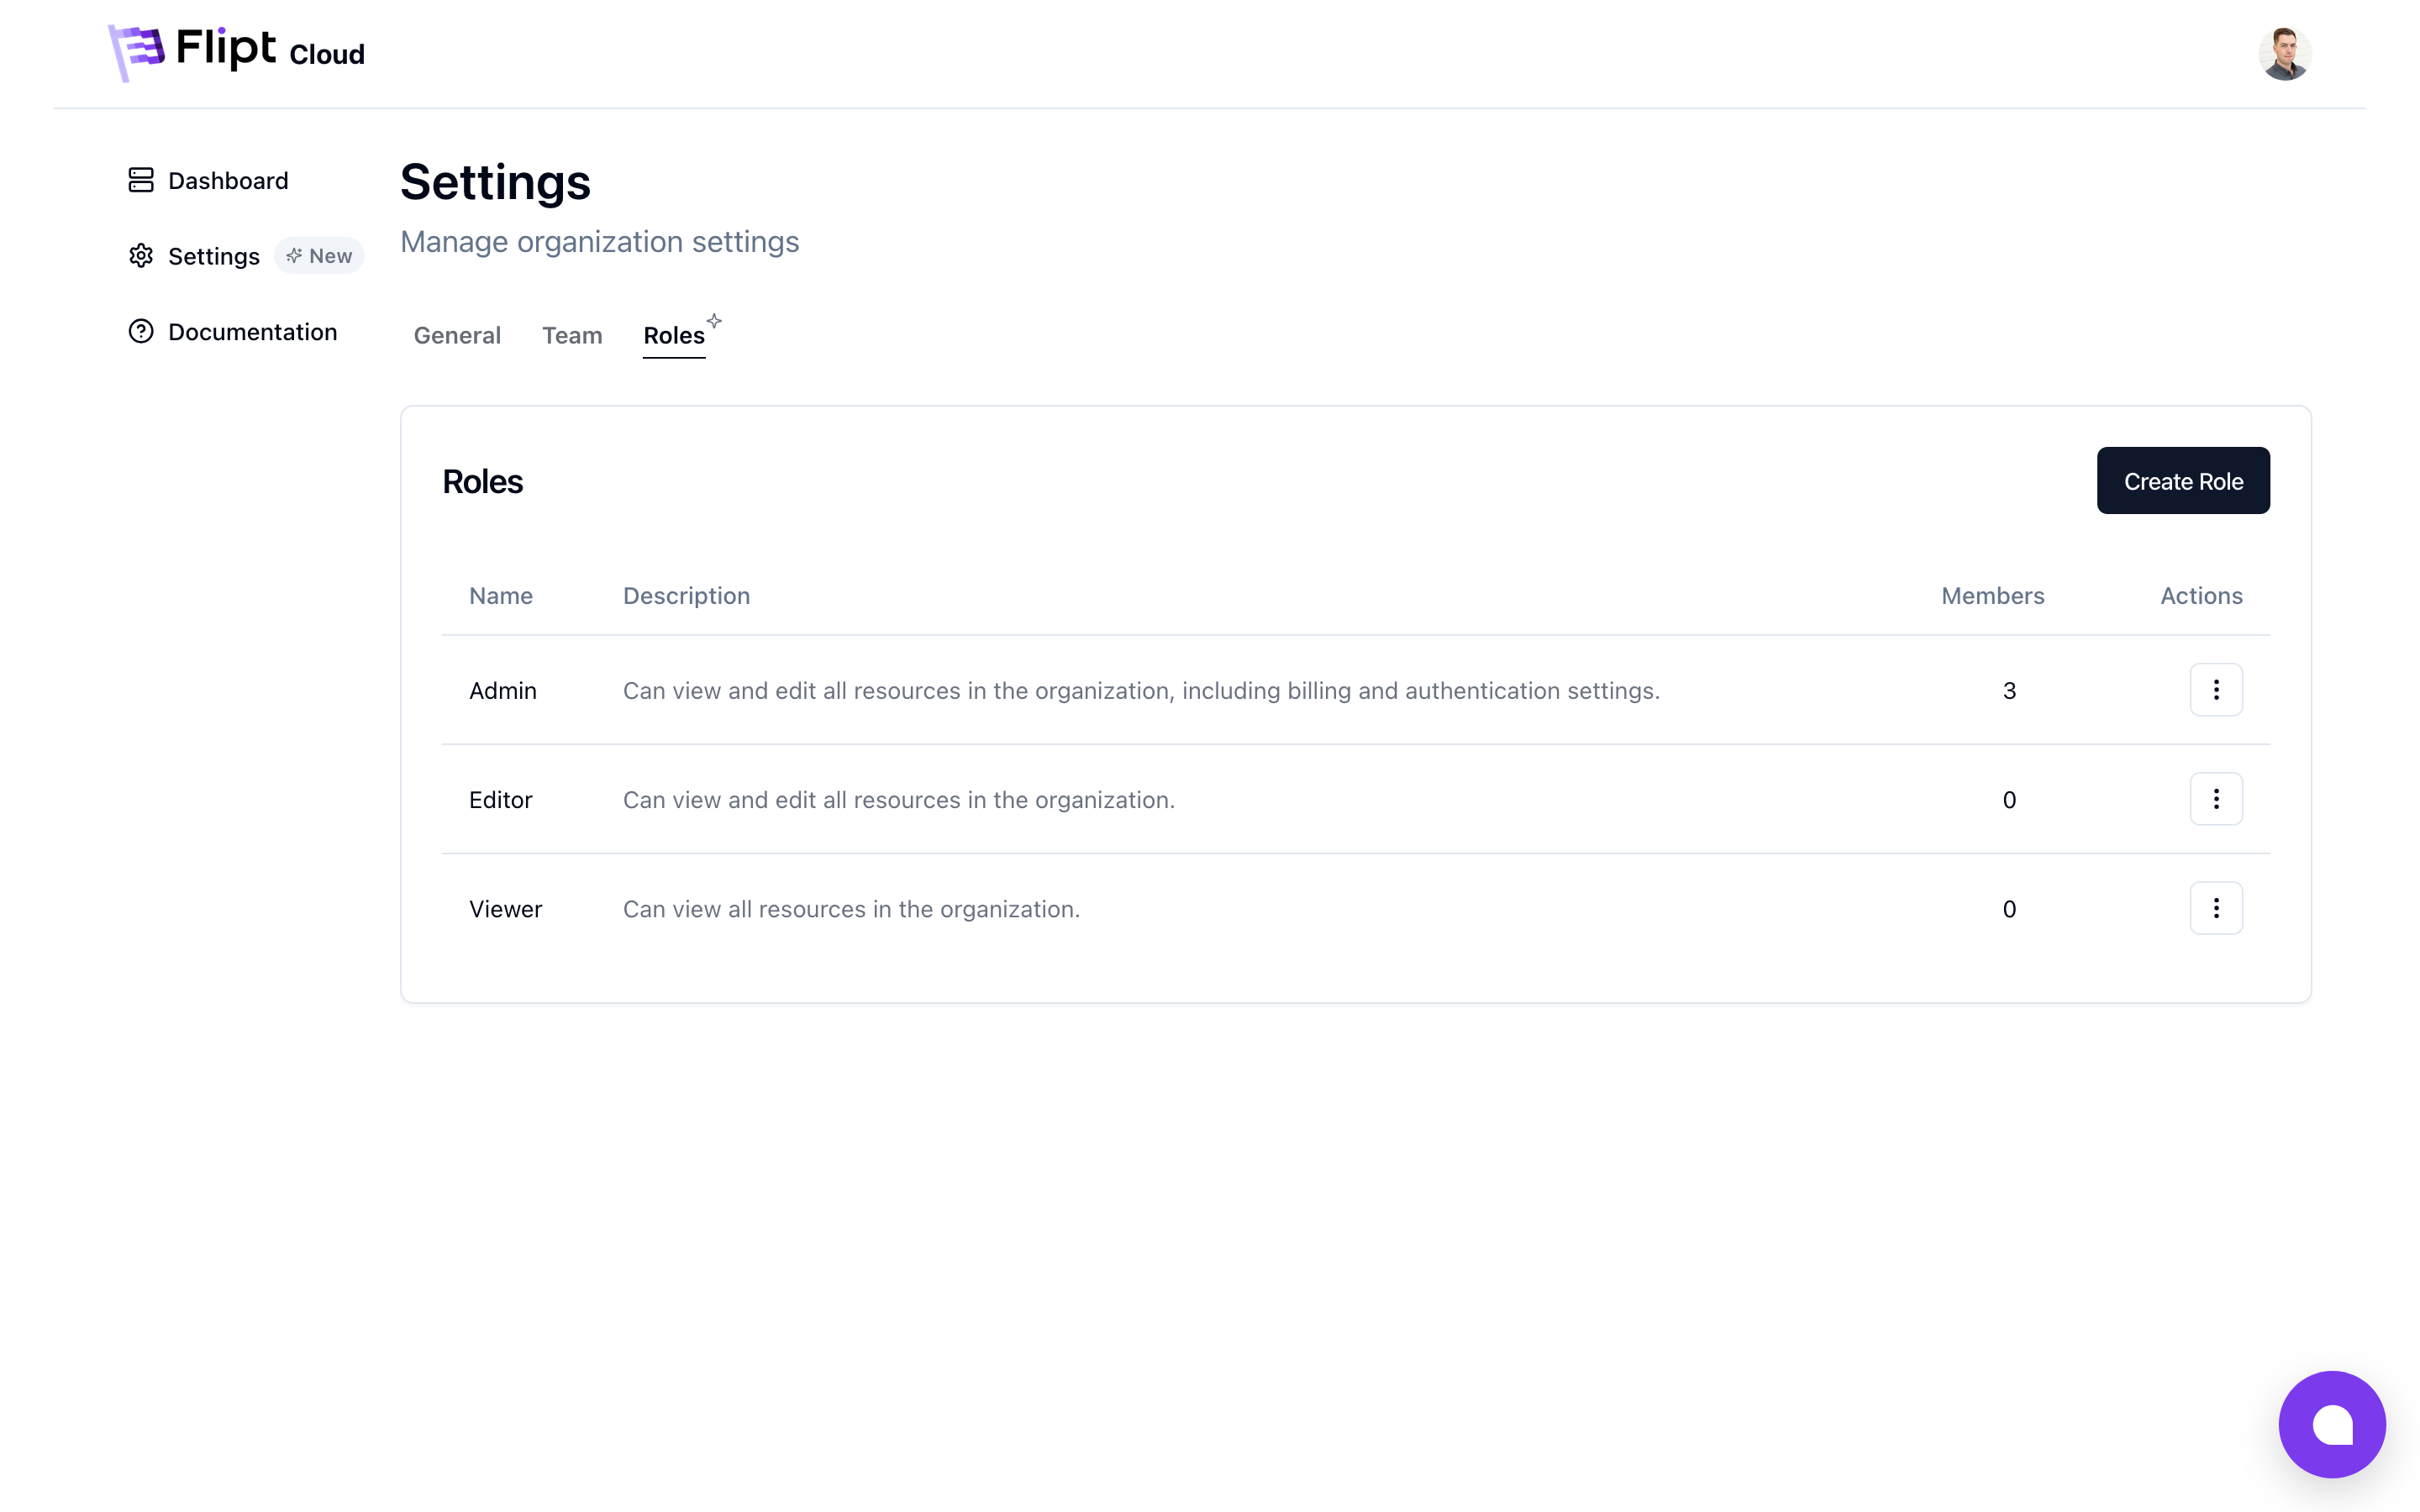 Flipt Cloud
Dashboard
Settings New
Documentation
Settings
Manage organization settings
General Team Roles
Roles
Create Role
Name Description Members Actions
Admin Can view and edit all resources in the organization, including billing and authentication settings. 3
Editor Can view and edit all resources in the organization. 0
Viewer Can view all resources in the organization. 0